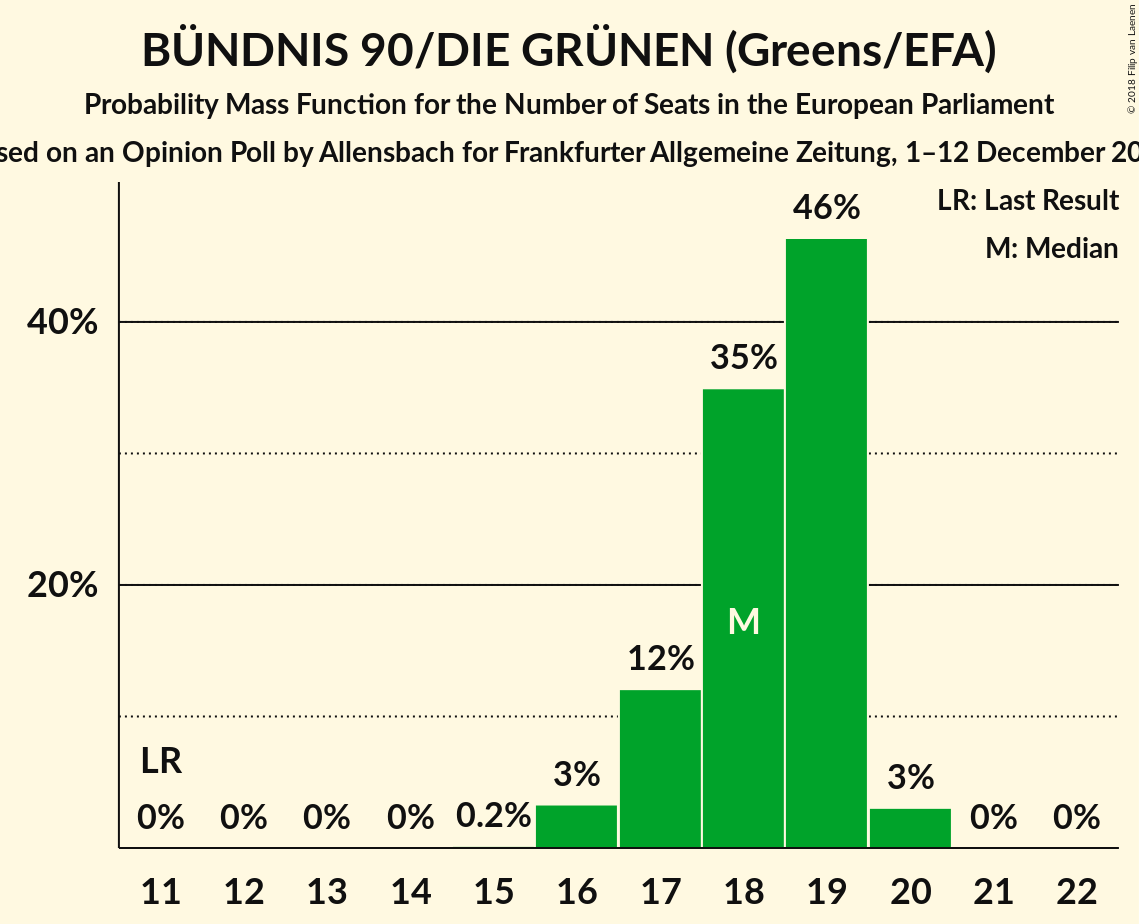 BÜNDNIS 90/DIE GRÜNEN (Greens/EFA)
Probability Mass Function for the Number of Seats in the European Parliament
sed on an Opinion Poll by Allensbach for Frankfurter Allgemeine Zeitung, 1–12 December 20
© 2018 Filip van Laenen
LR: Last Result
M: Median
40%
20%
LR
0%
0%
0%
0%
0.2%
3%
12%
35%
46%
3%
0%
0%
M
11 12 13 14 15 16 17 18 19 20 21 22